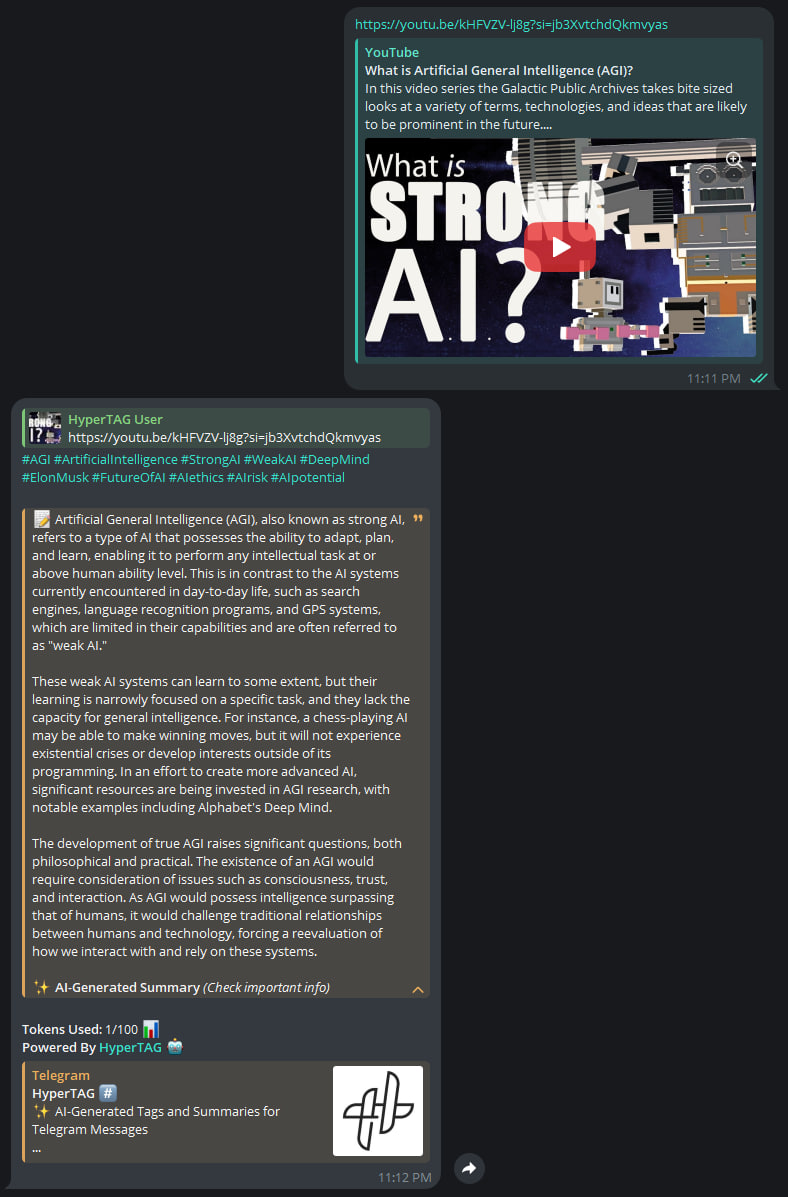 https://youtu.be/kHFVZV-lj8g?si=jb3XvtchdQkmvyas
YouTube
What is Artificial General Intelligence (AGI)?
In this video series the Galactic Public Archives takes bite sized
looks at a variety of terms, technologies, and ideas that are likely
to be prominent in the future....
What is
STRONG
A.I.?
11:11 PM
HyperTAG User
https://youtu.be/kHFVZV-lj8g?si=jb3XvtchdQkmvyas
#AGI #ArtificialIntelligence #StrongAI #WeakAI #DeepMind
#ElonMusk #FutureOfAI #AIethics #AIrisk #AIpotential
📝 Artificial General Intelligence (AGI), also known as strong AI,
refers to a type of AI that possesses the ability to adapt, plan,
and learn, enabling it to perform any intellectual task at or
above human ability level. This is in contrast to the AI systems
currently encountered in day-to-day life, such as search
engines, language recognition programs, and GPS systems,
which are limited in their capabilities and are often referred to
as "weak AI."
These weak AI systems can learn to some extent, but their
learning is narrowly focused on a specific task, and they lack the
capacity for general intelligence. For instance, a chess-playing AI
may be able to make winning moves, but it will not experience
existential crises or develop interests outside of its
programming. In an effort to create more advanced AI,
significant resources are being invested in AGI research, with
notable examples including Alphabet's Deep Mind.
The development of true AGI raises significant questions, both
philosophical and practical. The existence of an AGI would
require consideration of issues such as consciousness, trust,
and interaction. As AGI would possess intelligence surpassing
that of humans, it would challenge traditional relationships
between humans and technology, forcing a reevaluation of
how we interact with and rely on these systems.
✨ AI-Generated Summary (Check important info)
Tokens Used: 1/100 📊
Powered By HyperTAG 🤖
Telegram
HyperTAG #️⃣
✨ AI-Generated Tags and Summaries for
Telegram Messages
...
11:12 PM